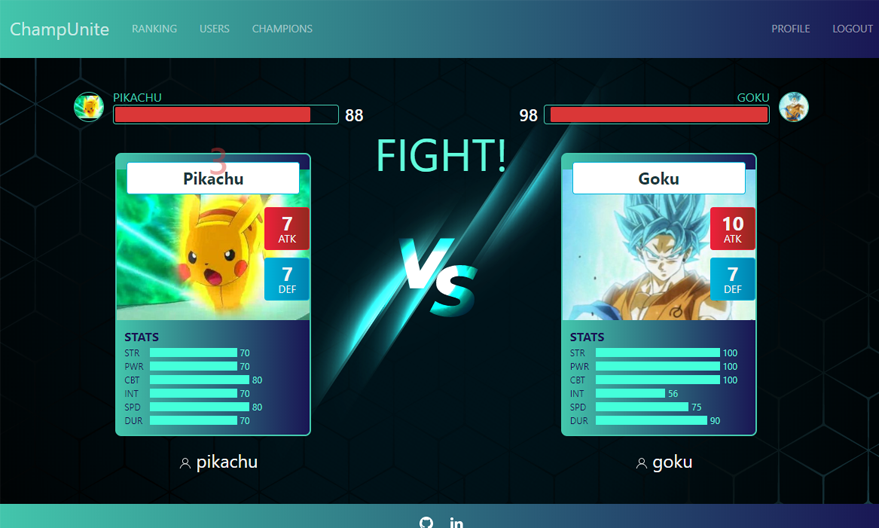 ChampUnite RANKING USERS CHAMPIONS PROFILE LOGOUT
PIKACHU
88
98
GOKU
FIGHT!
3
Pikachu
7
ATK
7
DEF
STATS
STR 70
PWR 70
CBT 80
INT 70
SPD 80
DUR 70
pikachu
VS
Goku
10
ATK
7
DEF
STATS
STR 100
PWR 100
CBT 100
INT 56
SPD 75
DUR 90
goku
in